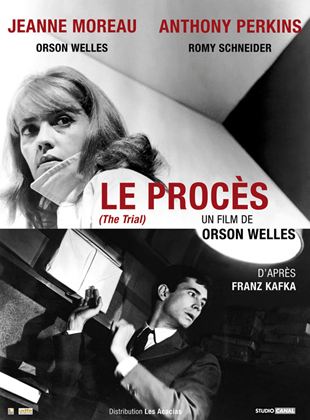 JEANNE MOREAU ANTHONY PERKINS
ORSON WELLES ROMY SCHNEIDER
LE PROCÈS
(The Trial) UN FILM DE
ORSON WELLES
D'APRÈS
FRANZ KAFKA
Distribution Les Acacias
STUDIO CANAL